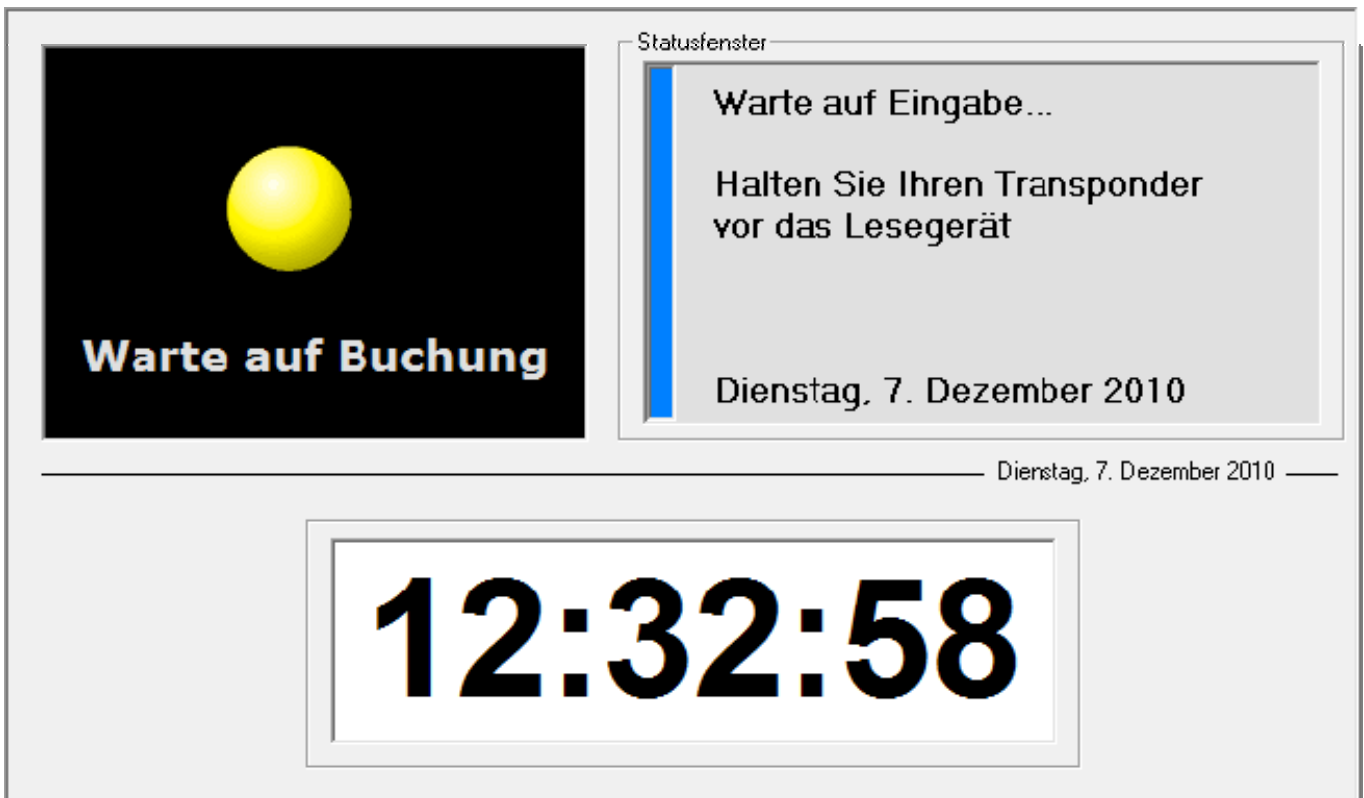 Warte auf Buchung
Statusfenster
Warte auf Eingabe...
Halten Sie Ihren Transponder
vor das Lesegerät
Dienstag, 7. Dezember 2010
Dienstag, 7. Dezember 2010
12:32:58